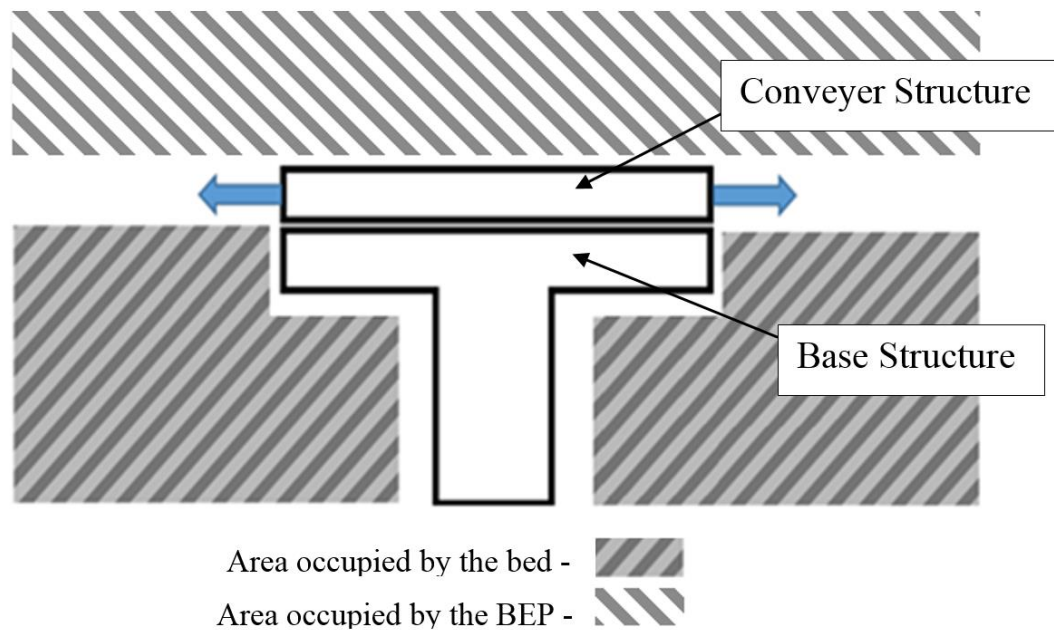 Conveyer Structure
Base Structure
Area occupied by the bed -
Area occupied by the BEP -